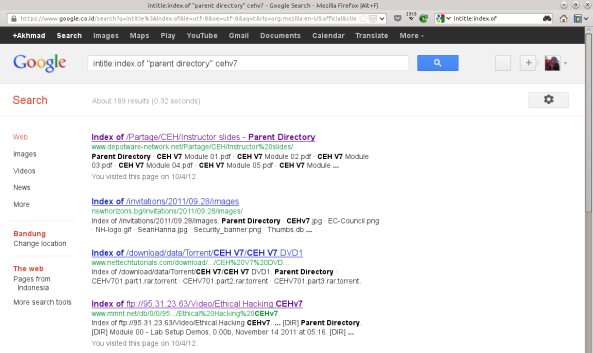 intitle:index.of "parent directory" cehv7 - Google Search - Mozilla Firefox (Alt+F)
https://www.google.co.id/search?q=intitle%3Aindex.of&ie=utf-8&oe=utf-8&aq=t&rls=org.mozilla:en-US:official&clie
intitle:index.of
+Akhmad Search Images Maps Play YouTube Gmail Documents Calendar Translate More
Google
intitle:index.of "parent directory" cehv7
Search
About 189 results (0.32 seconds)
Web
Images
Videos
News
More
Bandung
Change location
The web
Pages from
Indonesia
More search tools
Index of /Partage/CEH/Instructor slides - Parent Directory
www.depotware-network.net/Partage/CEH/Instructor%20slides/
Parent Directory · CEH V7 Module 01.pdf · CEH V7 Module 02.pdf · CEH V7 Module
03.pdf · CEH V7 Module 04.pdf · CEH V7 Module 05.pdf · CEH V7 Module ...
You visited this page on 10/4/12.
Index of /invitations/2011/09.28/images
newhorizons.bg/invitations/2011/09.28/images/
Index of /invitations/2011/09.28/images. Parent Directory · CEHv7.jpg · EC-Council.png
· NH-logo.gif · SeanHanna.jpg · Security_banner.png · Thumbs.db ...
Index of /download/data/Torrent/CEH V7/CEH V7 DVD1
www.nettechtutorials.com/download/.../CEH%20V7%20DVD...
Index of /download/data/Torrent/CEH V7/CEH V7 DVD1. Parent Directory ·
CEHV701.part1.rar.torrent · CEHV701.part2.rar.torrent · CEHV701.part3.rar.torrent.
Index of ftp://95.31.23.63/Video/Ethical Hacking CEHv7
www.mmnt.net/db/0/0/95.../Ethical%20Hacking%20CEHv7
Index of ftp://95.31.23.63/Video/Ethical Hacking CEHv7. ... [DIR] Parent Directory.
[DIR] Module 00 - Lab Setup Demos, 0.00b, November 14 2011 at 05:16. [DIR] ...
You visited this page on 10/4/12.